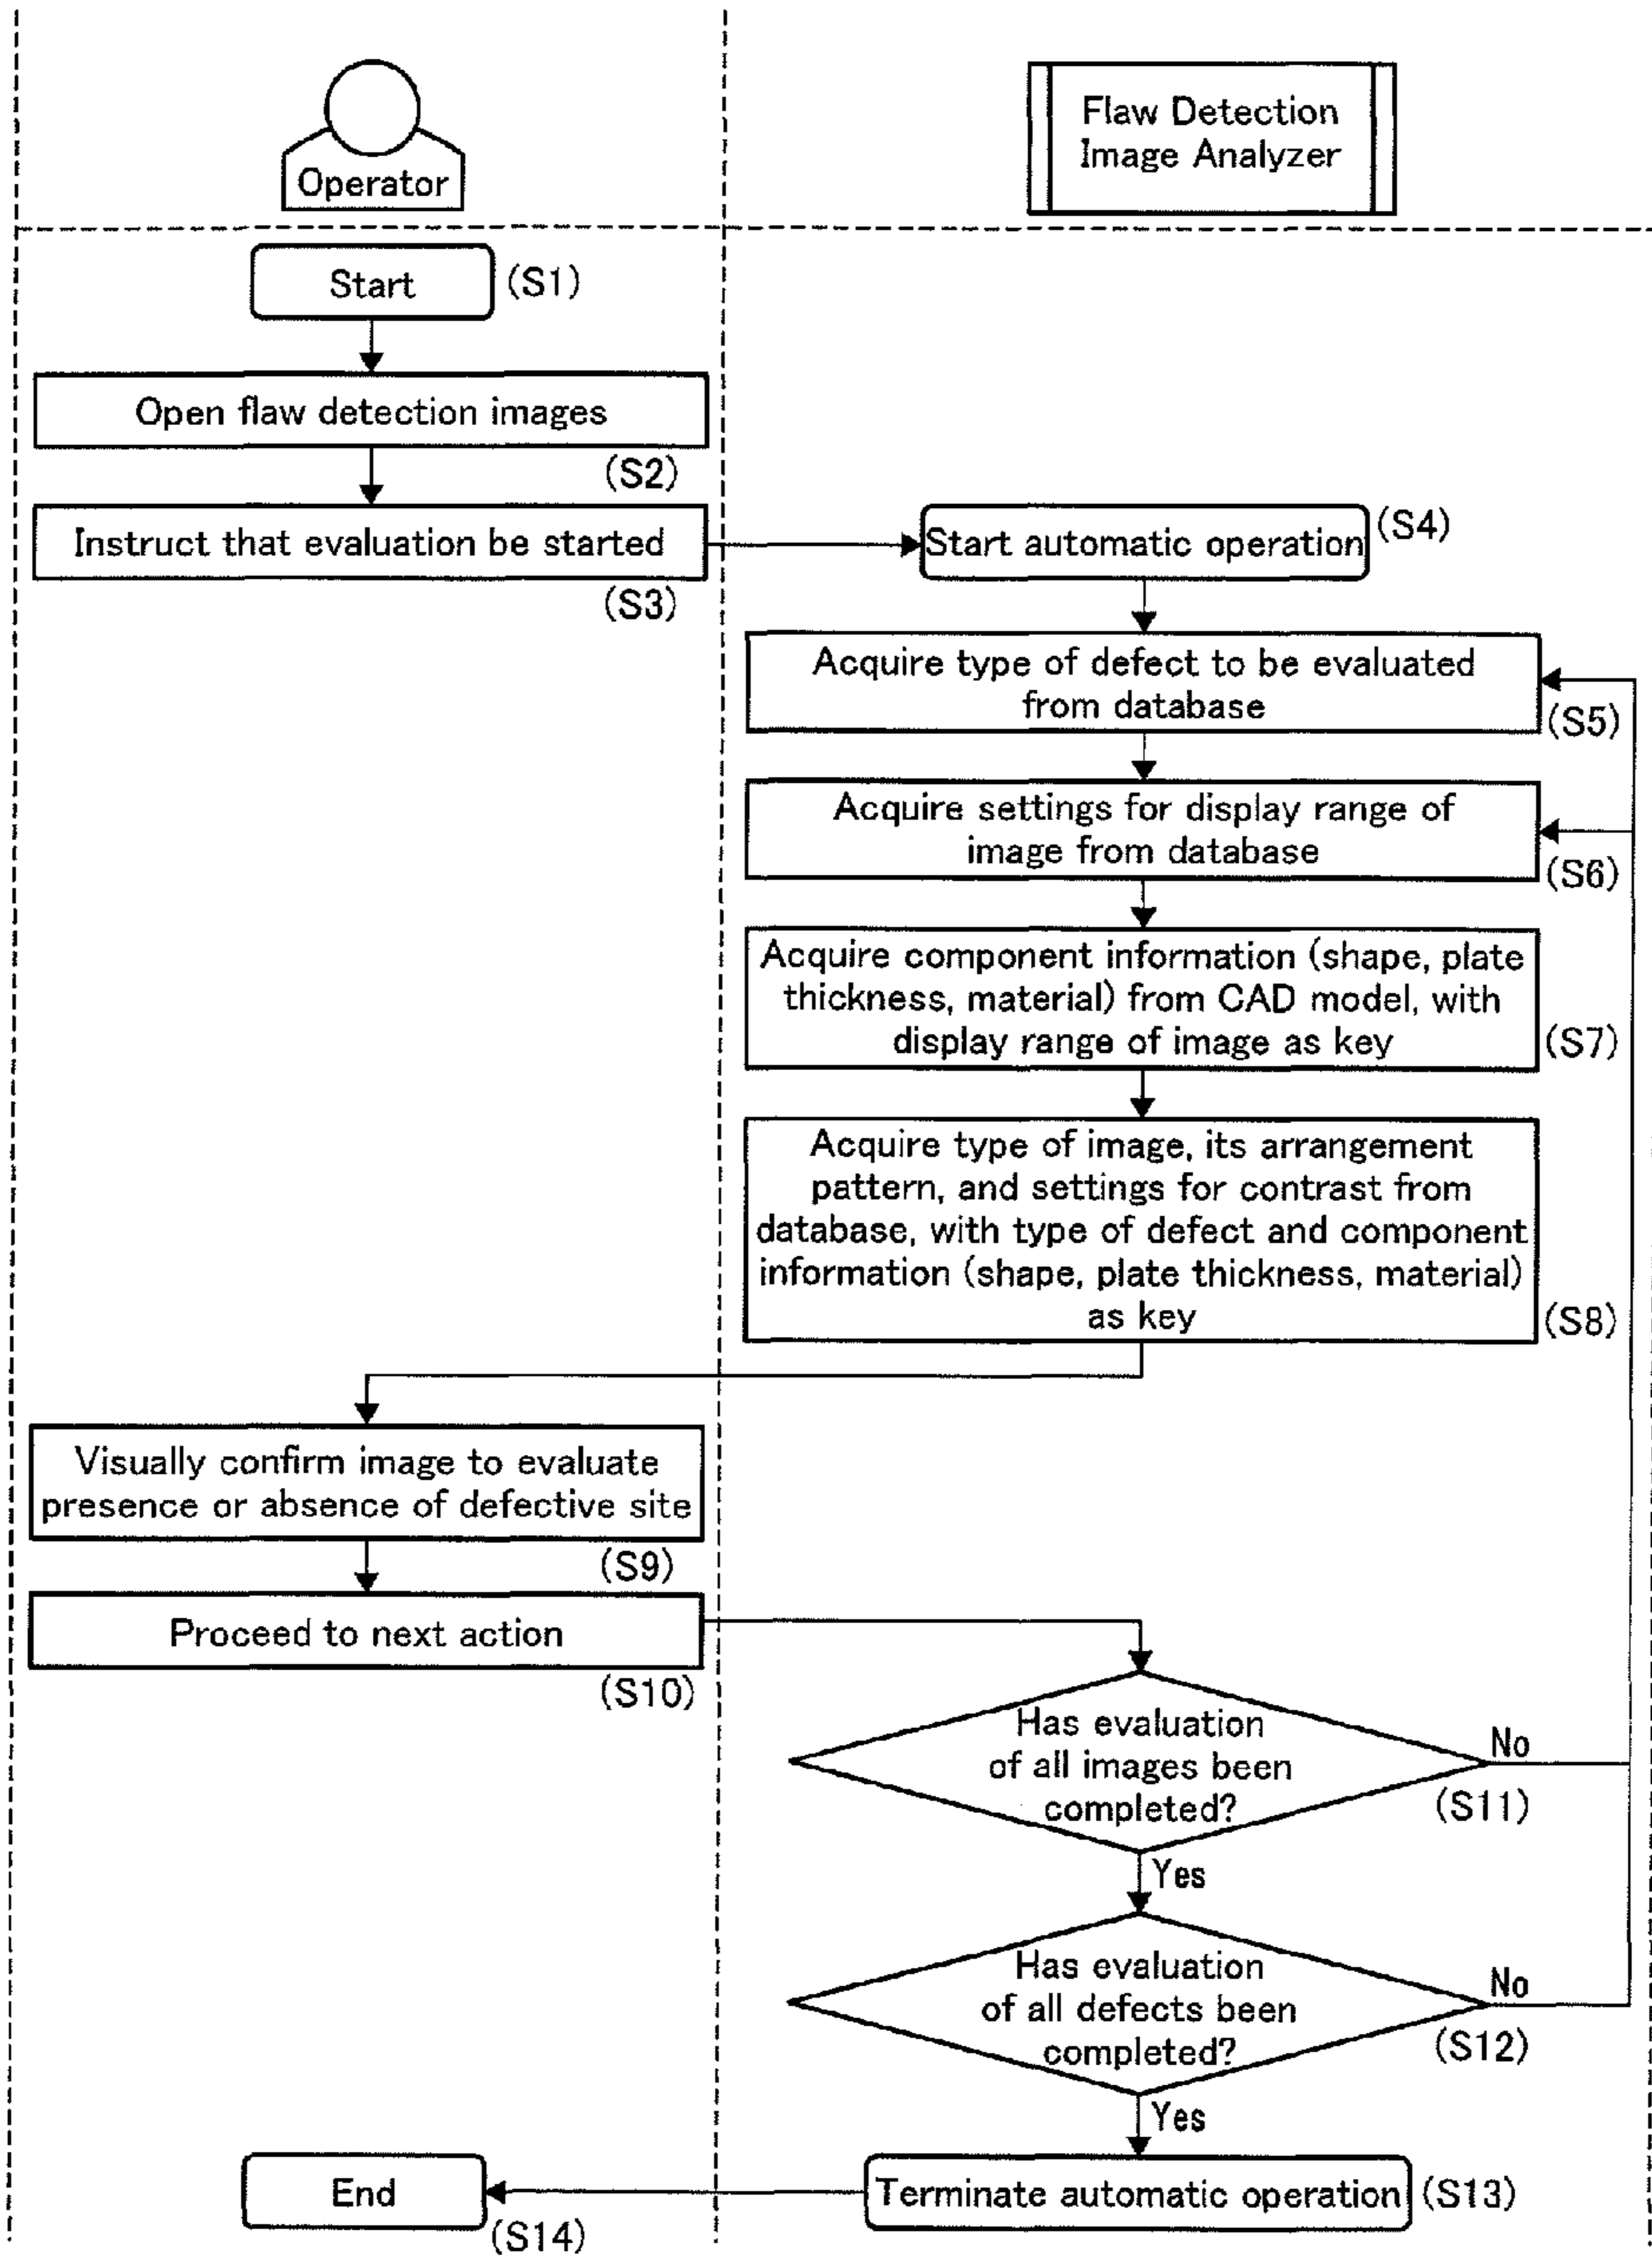 Operator
Flaw Detection
Image Analyzer
Start
(S1)
Open flaw detection images
(S2)
Instruct that evaluation be started
(S3)
Start automatic operation
(S4)
Acquire type of defect to be evaluated
from database
(S5)
Acquire settings for display range of
image from database
(S6)
Acquire component information (shape, plate
thickness, material) from CAD model, with
display range of image as key
(S7)
Acquire type of image, its arrangement
pattern, and settings for contrast from
database, with type of defect and component
information (shape, plate thickness, material)
as key
(S8)
Visually confirm image to evaluate
presence or absence of defective site
(S9)
Proceed to next action
(S10)
Has evaluation
of all images been
completed?
No
(S11)
Yes
Has evaluation
of all defects been
completed?
No
(S12)
Yes
Terminate automatic operation
(S13)
End
(S14)